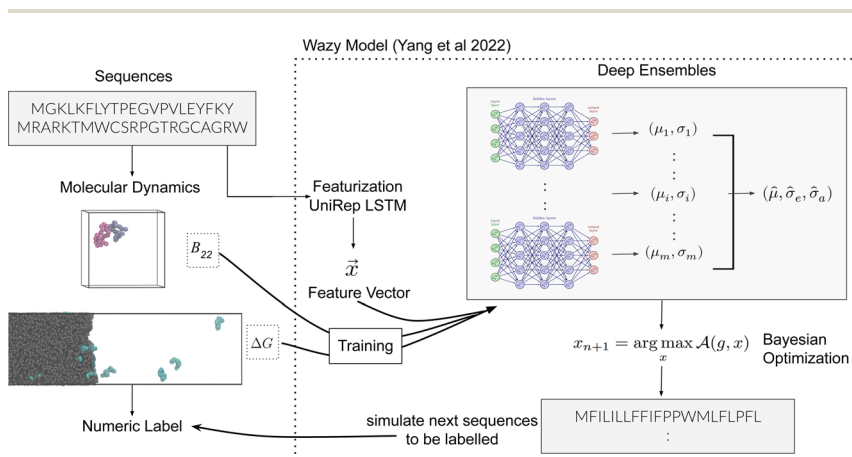 Wazy Model (Yang et al 2022)
Sequences
MGKLKFLYTPEGVPVLEYFKY
MRARKTMWCSRPGTRGCAGRW
Molecular Dynamics
B22
ΔG
Numeric Label
Featurization
UniRep LSTM
x⃗
Feature Vector
Training
Deep Ensembles
(μ1, σ1)
⋮
(μi, σi)
⋮
(μm, σm)
(μ̂, σ̂e, σ̂a)
xn+1 = arg max A(g, x)
x
Bayesian
Optimization
simulate next sequences
to be labelled
MFILILLFFIFPPWMLFLPFL
⋮